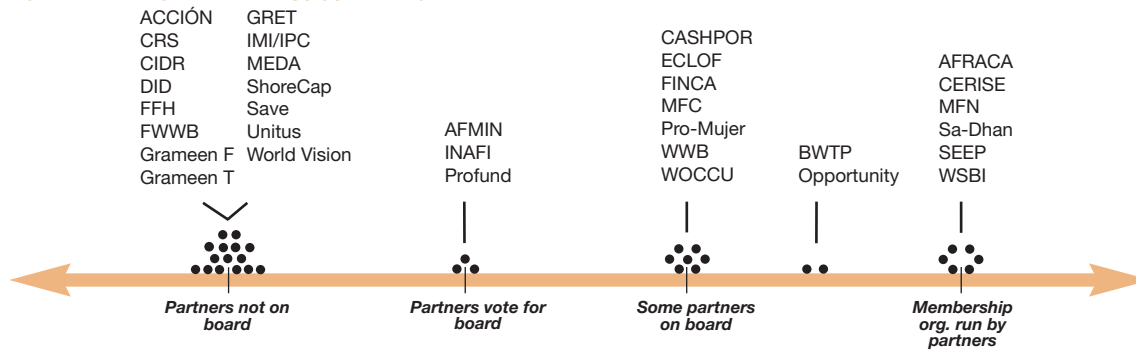 ACCIÓN
CRS
CIDR
DID
FFH
FWWB
Grameen F
Grameen T
GRET
IMI/IPC
MEDA
ShoreCap
Save
Unitus
World Vision
AFMIN
INAFI
Profund
CASHPOR
ECLOF
FINCA
MFC
Pro-Mujer
WWB
WOCCU
BWTP
Opportunity
AFRACA
CERISE
MFN
Sa-Dhan
SEEP
WSBI
Partners not on
board
Partners vote for
board
Some partners
on board
Membership
org. run by
partners